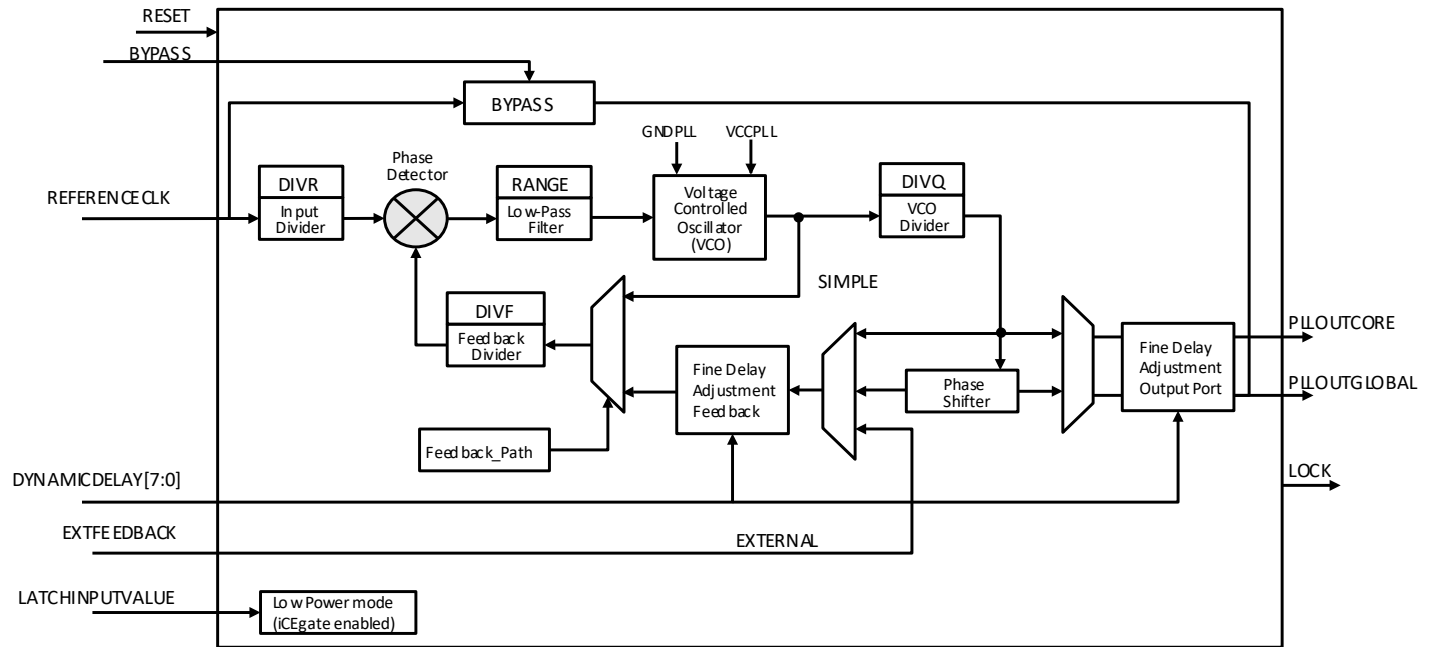 RESET
BYPASS
BYPASS
GNDPLL
VCCPLL
Phase
Detector
REFERENCECLK
DIVR
Input
Divider
RANGE
Low-Pass
Filter
Voltage
Controlled
Oscillator
(VCO)
DIVQ
VCO
Divider
SIMPLE
DIVF
Feedback
Divider
Fine Delay
Adjustment
Feedback
Phase
Shifter
Fine Delay
Adjustment
Output Port
PLLOUTCORE
PLLOUTGLOBAL
Feedback_Path
DYNAMICDELAY[7:0]
LOCK
EXTFEEDBACK
EXTERNAL
LATCHINPUTVALUE
Low Power mode
(iCEgate enabled)